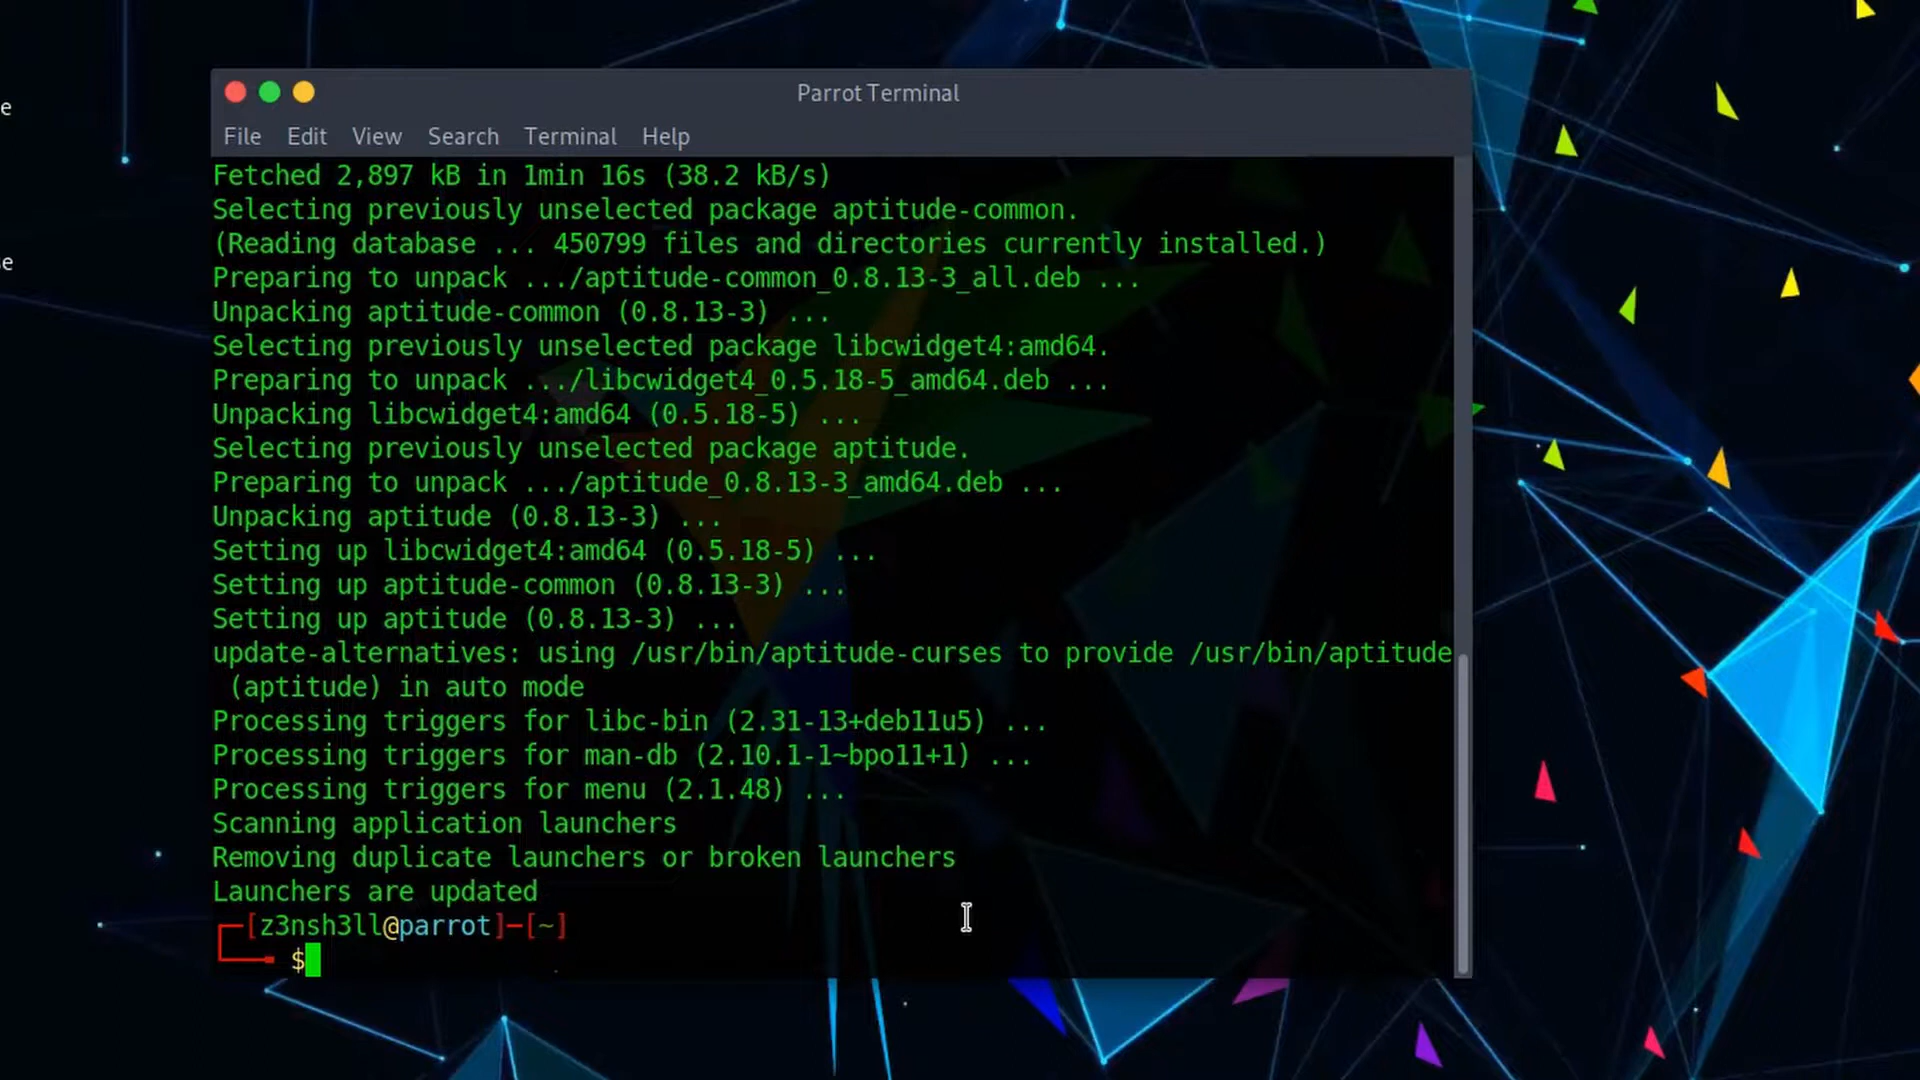 Parrot Terminal
File Edit View Search Terminal Help
Fetched 2,897 kB in 1min 16s (38.2 kB/s)
Selecting previously unselected package aptitude-common.
(Reading database ... 450799 files and directories currently installed.)
Preparing to unpack .../aptitude-common_0.8.13-3_all.deb ...
Unpacking aptitude-common (0.8.13-3) ...
Selecting previously unselected package libcwidget4:amd64.
Preparing to unpack .../libcwidget4_0.5.18-5_amd64.deb ...
Unpacking libcwidget4:amd64 (0.5.18-5) ...
Selecting previously unselected package aptitude.
Preparing to unpack .../aptitude_0.8.13-3_amd64.deb ...
Unpacking aptitude (0.8.13-3) ...
Setting up libcwidget4:amd64 (0.5.18-5) ...
Setting up aptitude-common (0.8.13-3) ...
Setting up aptitude (0.8.13-3) ...
update-alternatives: using /usr/bin/aptitude-curses to provide /usr/bin/aptitude
(aptitude) in auto mode
Processing triggers for libc-bin (2.31-13+deb11u5) ...
Processing triggers for man-db (2.10.1-1~bpo11+1) ...
Processing triggers for menu (2.1.48) ...
Scanning application launchers
Removing duplicate launchers or broken launchers
Launchers are updated
┌─[z3nsh3ll@parrot]─[~]
└──╼ $